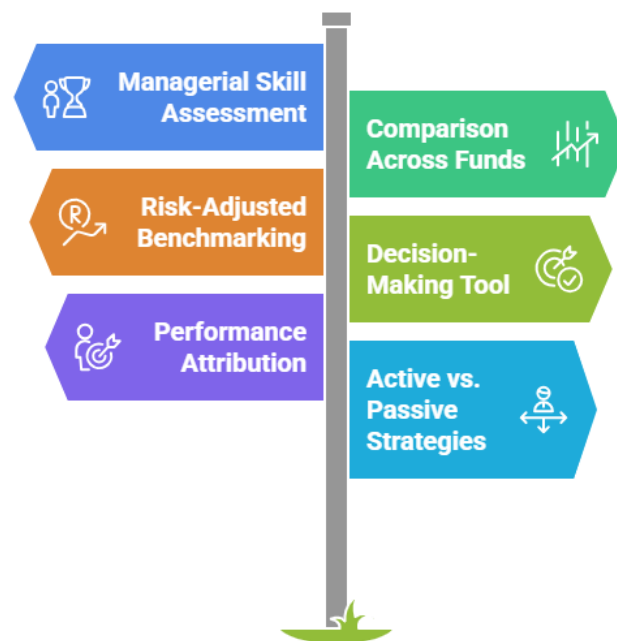 Managerial Skill
Assessment
Comparison
Across Funds
Risk-Adjusted
Benchmarking
Decision-
Making Tool
Performance
Attribution
Active vs.
Passive
Strategies
R